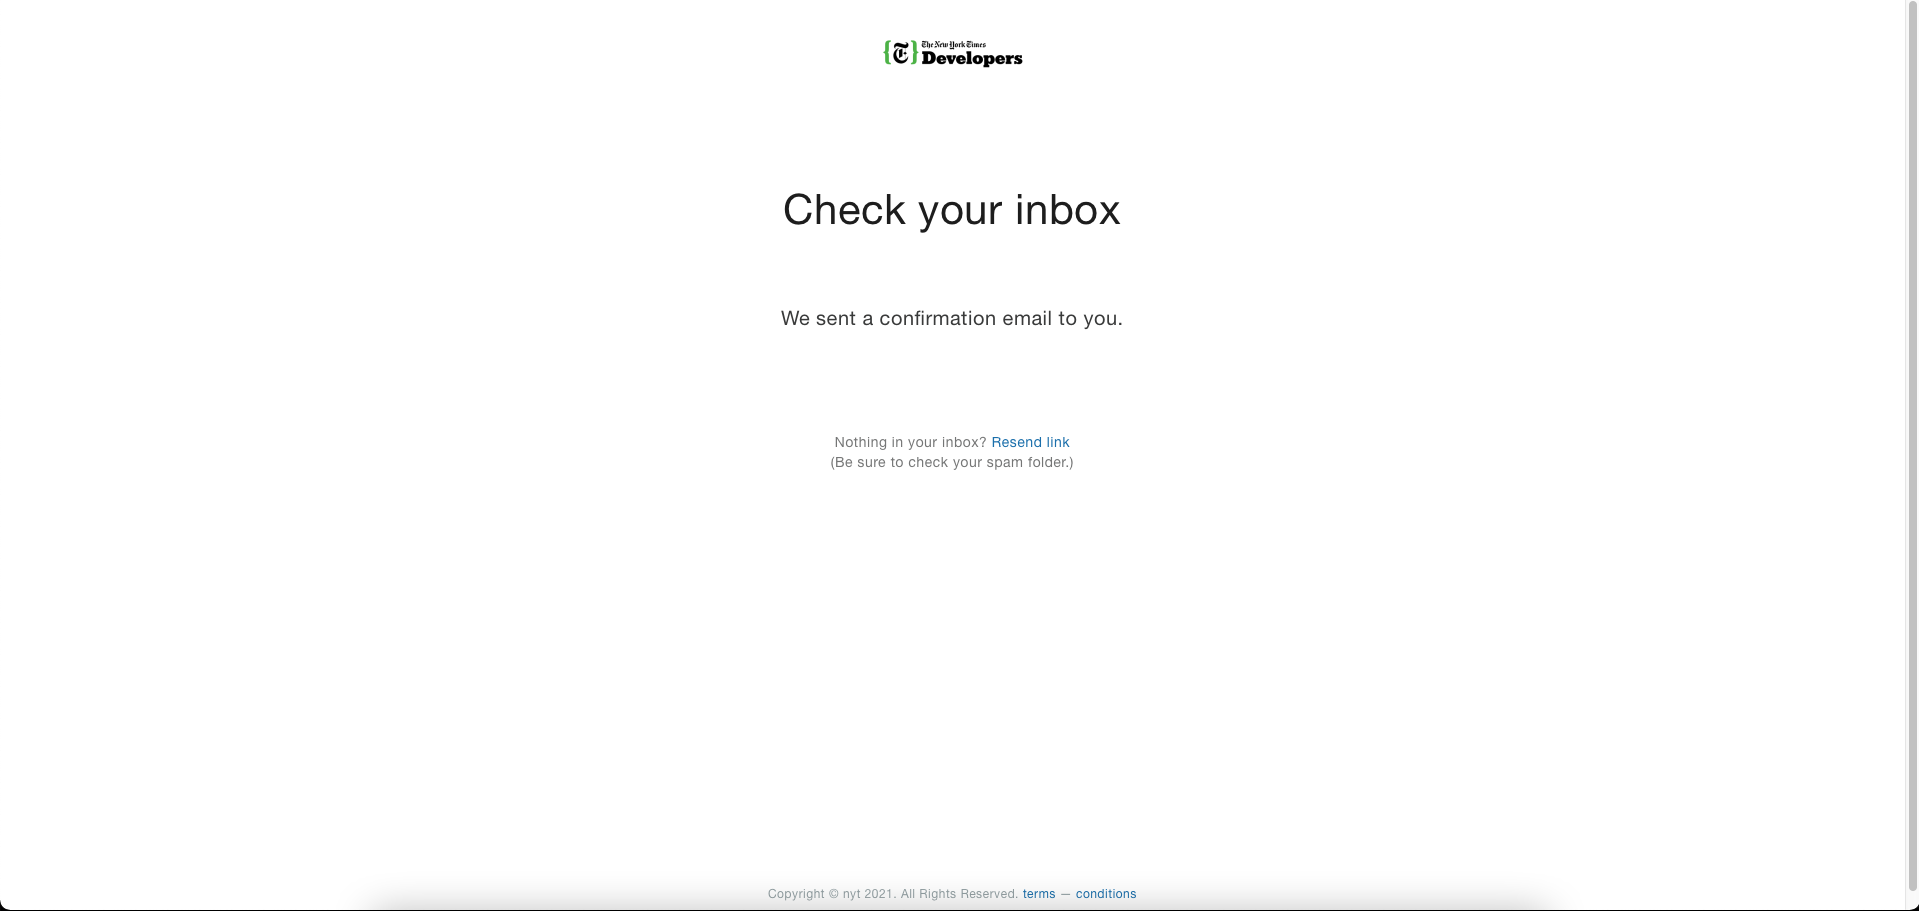 {T} The New York Times
Developers
Check your inbox
We sent a confirmation email to you.
Nothing in your inbox? Resend link
(Be sure to check your spam folder.)
Copyright © nyt 2021. All Rights Reserved. terms — conditions